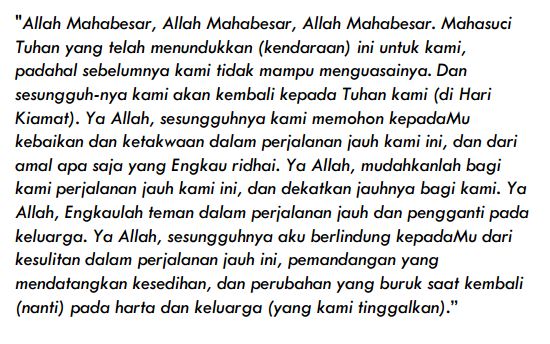 "Allah Mahabesar, Allah Mahabesar, Allah Mahabesar. Mahasuci
Tuhan yang telah menundukkan (kendaraan) ini untuk kami,
padahal sebelumnya kami tidak mampu menguasainya. Dan
sesungguh-nya kami akan kembali kepada Tuhan kami (di Hari
Kiamat). Ya Allah, sesungguhnya kami memohon kepadaMu
kebaikan dan ketakwaan dalam perjalanan jauh kami ini, dan dari
amal apa saja yang Engkau ridhai. Ya Allah, mudahkanlah bagi
kami perjalanan jauh kami ini, dan dekatkan jauhnya bagi kami. Ya
Allah, Engkaulah teman dalam perjalanan jauh dan pengganti pada
keluarga. Ya Allah, sesungguhnya aku berlindung kepadaMu dari
kesulitan dalam perjalanan jauh ini, pemandangan yang
mendatangkan kesedihan, dan perubahan yang buruk saat kembali
(nanti) pada harta dan keluarga (yang kami tinggalkan)."